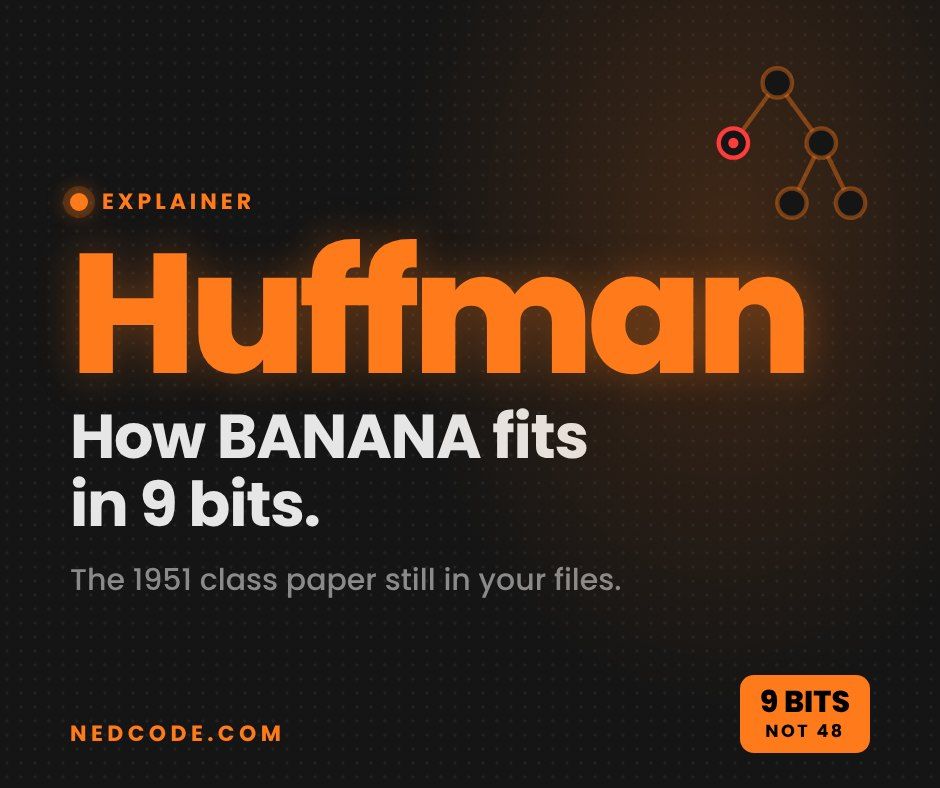 EXPLAINER
Huffman
How BANANA fits
in 9 bits.
The 1951 class paper still in your files.
NEDCODE.COM
9 BITS
NOT 48